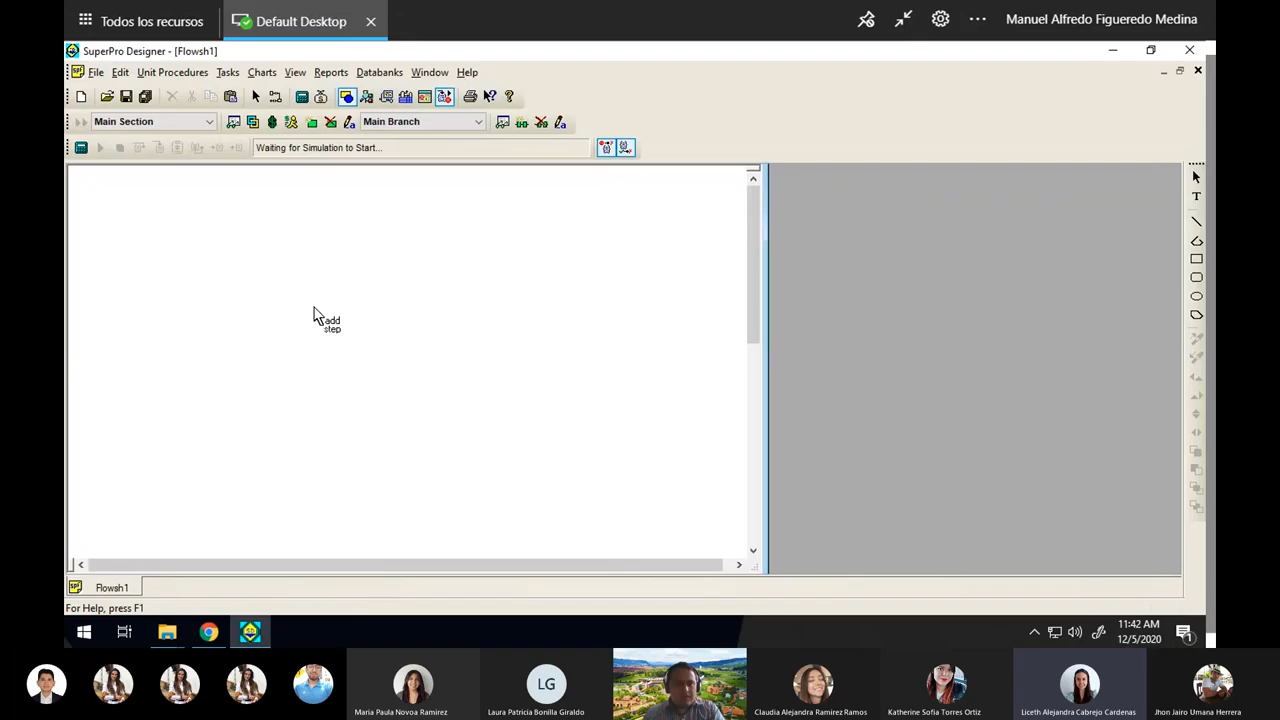 Todos los recursos
Default Desktop
Manuel Alfredo Figueredo Medina
SuperPro Designer - [Flowsh1]
File Edit Unit Procedures Tasks Charts View Reports Databanks Window Help
Main Section
Main Branch
Waiting for Simulation to Start...
T
add
step
Flowsh1
For Help, press F1
11:42 AM
12/5/2020
1
LG
Maria Paula Novoa Ramirez
Laura Patricia Bonilla Giraldo
Claudia Alejandra Ramirez Ramos
Katherine Sofia Torres Ortiz
Liceth Alejandra Cabrejo Cardenas
Jhon Jairo Umana Herrera